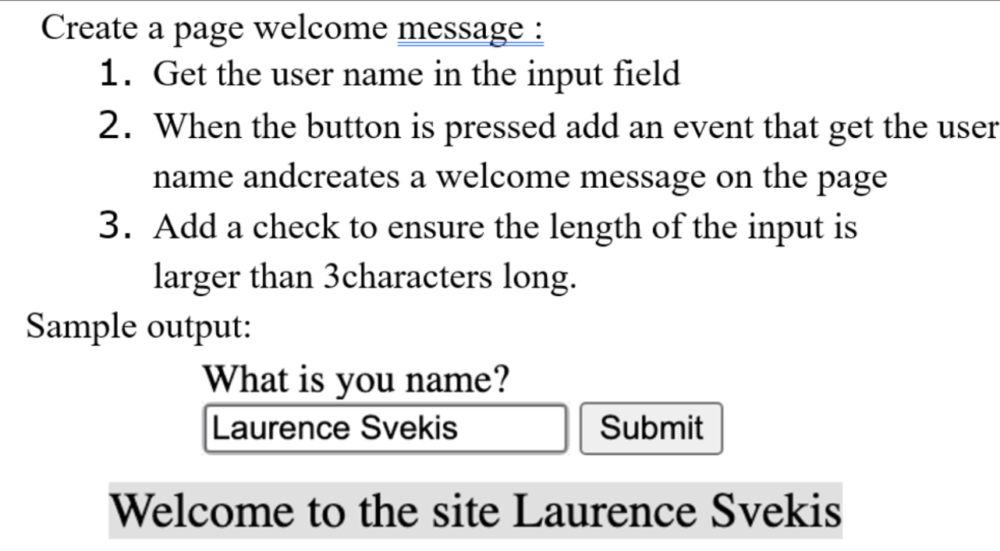 Create a page welcome message :
1. Get the user name in the input field
2. When the button is pressed add an event that get the user
name andcreates a welcome message on the page
3. Add a check to ensure the length of the input is
larger than 3characters long.
Sample output:
What is you name?
Laurence Svekis Submit
Welcome to the site Laurence Svekis